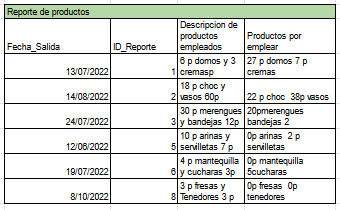 Reporte de productos
Fecha_Salida ID_Reporte Descripcion de productos empleados Productos por emplear
13/07/2022 1 6 p domos y 3 cremasp 27 p domos 7 p cremas
14/08/2022 2 18 p choc y vasos 60p 22 p choc 38p vasos
24/07/2022 3 30 p merengues y bandejas 12p 20pmerengues bandejas 2
12/06/2022 5 10 p arinas y servilletas 7 p 0p arinas 2 p servilletas
19/07/2022 6 4 p mantequilla y cucharas 3p 0p mantequilla 5cucharas
8/10/2022 8 3 p fresas y Tenedores 3 p 0p fresas 0p tenedores